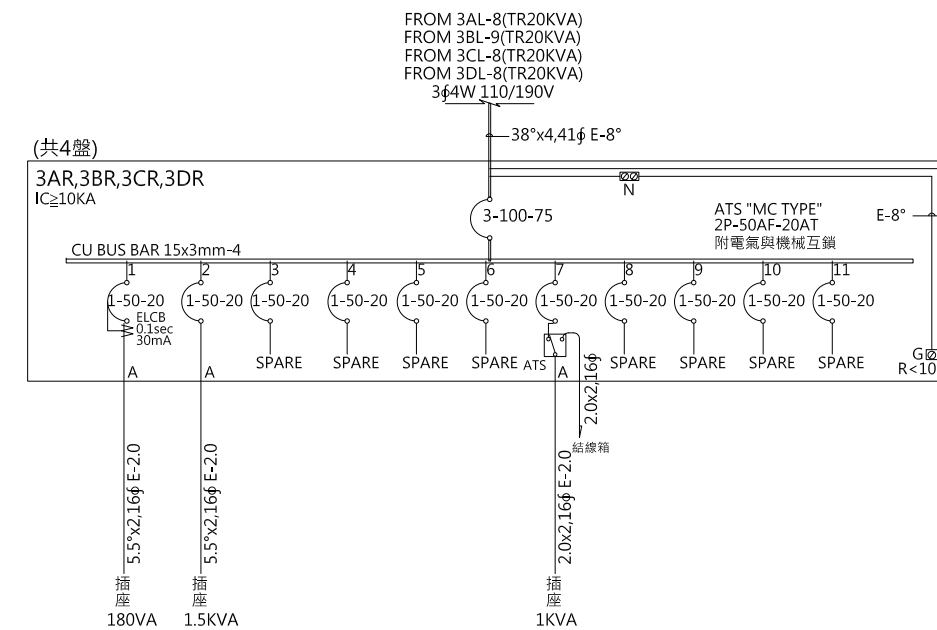 FROM 3AL-8(TR20KVA)
FROM 3BL-9(TR20KVA)
FROM 3CL-8(TR20KVA)
FROM 3DL-8(TR20KVA)
3ϕ4W 110/190V
38°x4,41ϕ E-8°
(共4盤)
3AR,3BR,3CR,3DR
IC≧10KA
N
3-100-75
ATS "MC TYPE"
2P-50AF-20AT
附電氣與機械互鎖
E-8°
CU BUS BAR 15x3mm-4
1 2 3 4 5 6 7 8 9 10 11
1-50-20 1-50-20 1-50-20 1-50-20 1-50-20 1-50-20 1-50-20 1-50-20 1-50-20 1-50-20 1-50-20
ELCB
0.1sec
30mA
SPARE SPARE SPARE SPARE ATS SPARE SPARE SPARE SPARE
G
R<10
A A A
2.0x2,16ϕ
結線箱
5.5°x2,16ϕ E-2.0
5.5°x2,16ϕ E-2.0
2.0x2,16ϕ E-2.0
插座 插座 插座
180VA 1.5KVA 1KVA